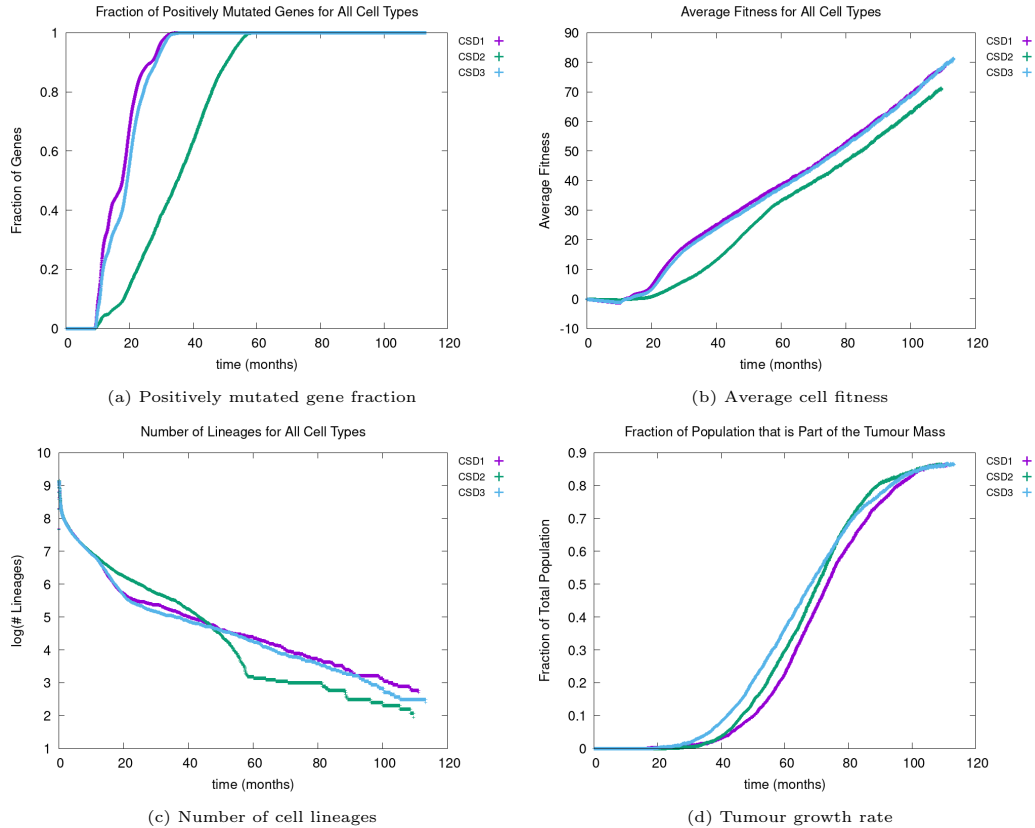 Fraction of Positively Mutated Genes for All Cell Types
CSD1
CSD2
CSD3
1
0.8
0.6
0.4
0.2
0
Fraction of Genes
0 20 40 60 80 100 120
time (months)
(a) Positively mutated gene fraction
Average Fitness for All Cell Types
CSD1
CSD2
CSD3
90
80
70
60
50
40
30
20
10
0
-10
Average Fitness
0 20 40 60 80 100 120
time (months)
(b) Average cell fitness
Number of Lineages for All Cell Types
CSD1
CSD2
CSD3
10
9
8
7
6
5
4
3
2
1
log(# Lineages)
0 20 40 60 80 100 120
time (months)
(c) Number of cell lineages
Fraction of Population that is Part of the Tumour Mass
CSD1
CSD2
CSD3
0.9
0.8
0.7
0.6
0.5
0.4
0.3
0.2
0.1
0
Fraction of Total Population
0 20 40 60 80 100 120
time (months)
(d) Tumour growth rate